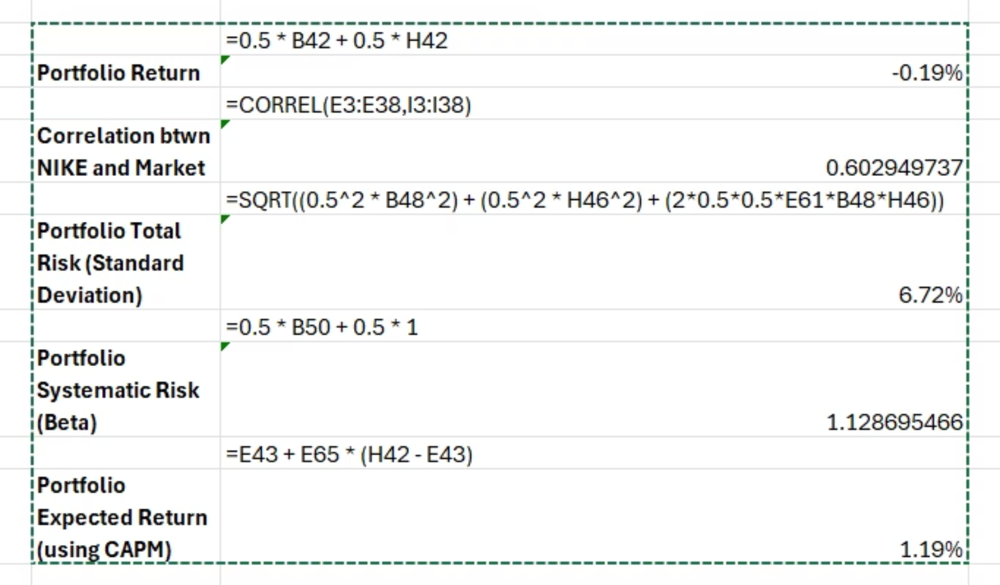 =0.5 * B42 + 0.5 * H42
Portfolio Return
-0.19%
=CORREL(E3:E38,I3:I38)
Correlation btwn
NIKE and Market
0.602949737
=SQRT((0.5^2 * B48^2) + (0.5^2 * H46^2) + (2*0.5*0.5*E61*B48*H46))
Portfolio Total
Risk (Standard
Deviation)
6.72%
=0.5 * B50 + 0.5 * 1
Portfolio
Systematic Risk
(Beta)
1.128695466
=E43 + E65 * (H42 - E43)
Portfolio
Expected Return
(using CAPM)
1.19%